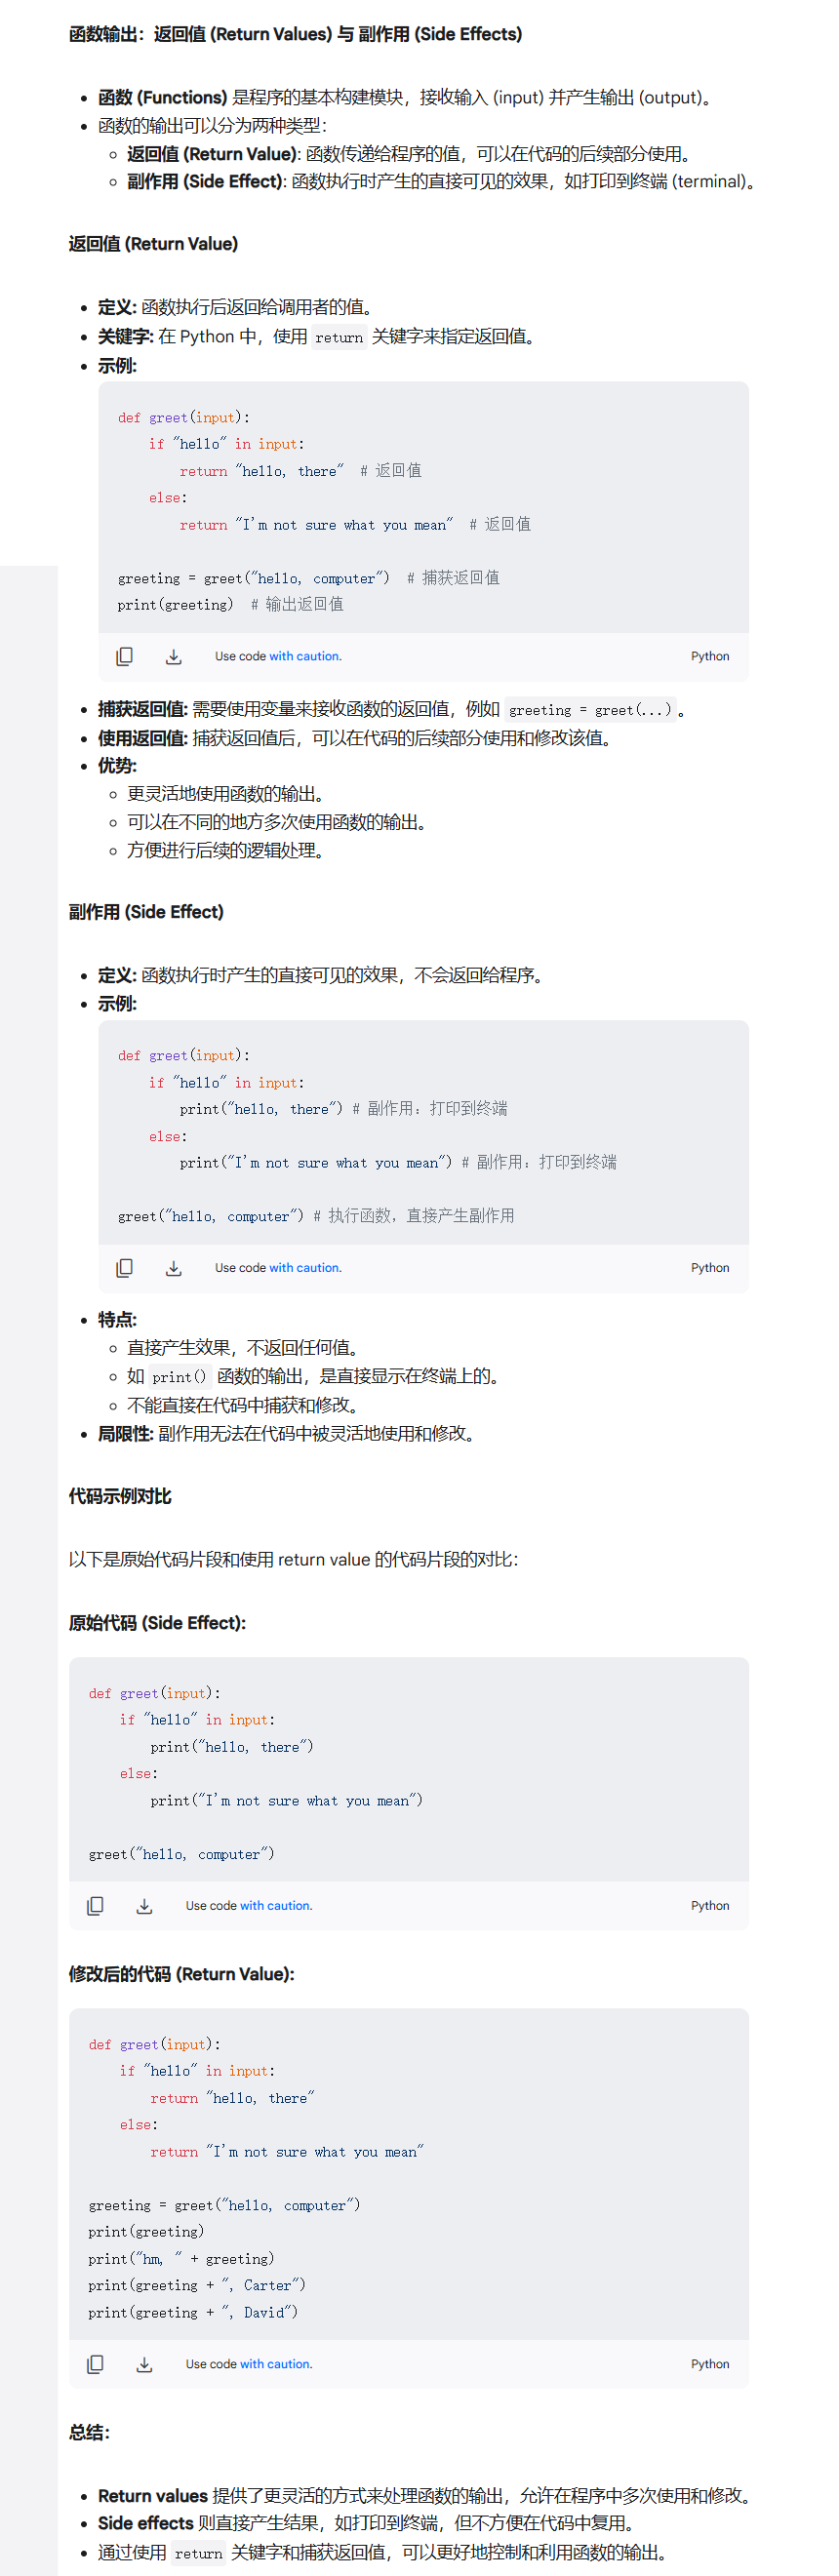 函数输出：返回值 (Return Values) 与 副作用 (Side Effects)
函数 (Functions) 是程序的基本构建模块，接收输入 (input) 并产生输出 (output)。
函数的输出可以分为两种类型：
返回值 (Return Value): 函数传递给程序的值，可以在代码的后续部分使用。
副作用 (Side Effect): 函数执行时产生的直接可见的效果，如打印到终端 (terminal)。
返回值 (Return Value)
定义: 函数执行后返回给调用者的值。
关键字: 在 Python 中，使用 return 关键字来指定返回值。
示例:
def greet(input):
    if "hello" in input:
        return "hello, there"  # 返回值
    else:
        return "I'm not sure what you mean"  # 返回值
greeting = greet("hello, computer")  # 捕获返回值
print(greeting)  # 输出返回值
Use code with caution. Python
捕获返回值: 需要使用变量来接收函数的返回值，例如 greeting = greet(...)。
使用返回值: 捕获返回值后，可以在代码的后续部分使用和修改该值。
优势:
更灵活地使用函数的输出。
可以在不同的地方多次使用函数的输出。
方便进行后续的逻辑处理。
副作用 (Side Effect)
定义: 函数执行时产生的直接可见的效果，不会返回给程序。
示例:
def greet(input):
    if "hello" in input:
        print("hello, there") # 副作用：打印到终端
    else:
        print("I'm not sure what you mean") # 副作用：打印到终端
greet("hello, computer") # 执行函数，直接产生副作用
Use code with caution. Python
特点:
直接产生效果，不返回任何值。
如 print() 函数的输出，是直接显示在终端上的。
不能直接在代码中捕获和修改。
局限性: 副作用无法在代码中被灵活地使用和修改。
代码示例对比
以下是原始代码片段和使用 return value 的代码片段的对比：
原始代码 (Side Effect):
def greet(input):
    if "hello" in input:
        print("hello, there")
    else:
        print("I'm not sure what you mean")
greet("hello, computer")
Use code with caution. Python
修改后的代码 (Return Value):
def greet(input):
    if "hello" in input:
        return "hello, there"
    else:
        return "I'm not sure what you mean"
greeting = greet("hello, computer")
print(greeting)
print("hm, " + greeting)
print(greeting + ", Carter")
print(greeting + ", David")
Use code with caution. Python
总结：
Return values 提供了更灵活的方式来处理函数的输出，允许在程序中多次使用和修改。
Side effects 则直接产生结果，如打印到终端，但不方便在代码中复用。
通过使用 return 关键字和捕获返回值，可以更好地控制和利用函数的输出。